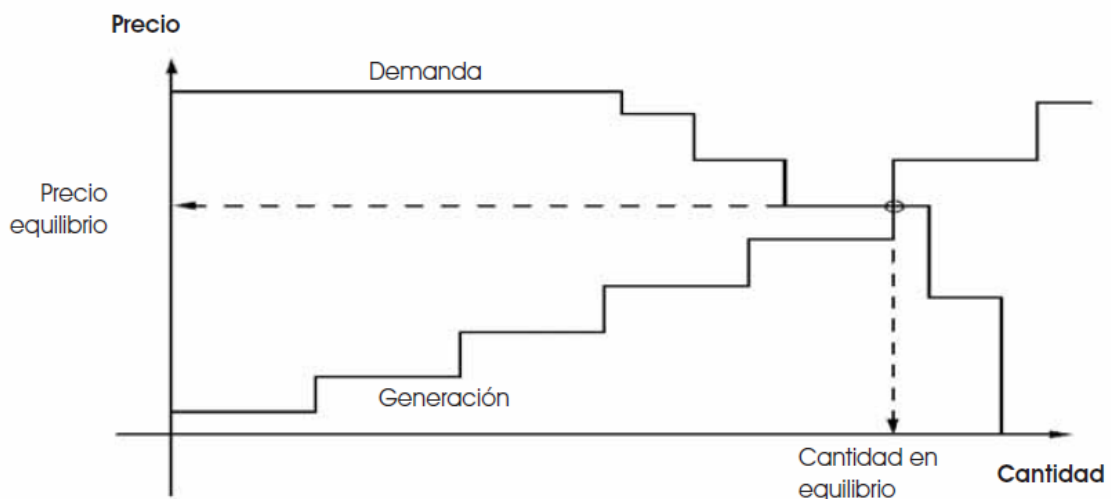 Precio
Demanda
Precio
equilibrio
Generación
Cantidad en
equilibrio
Cantidad